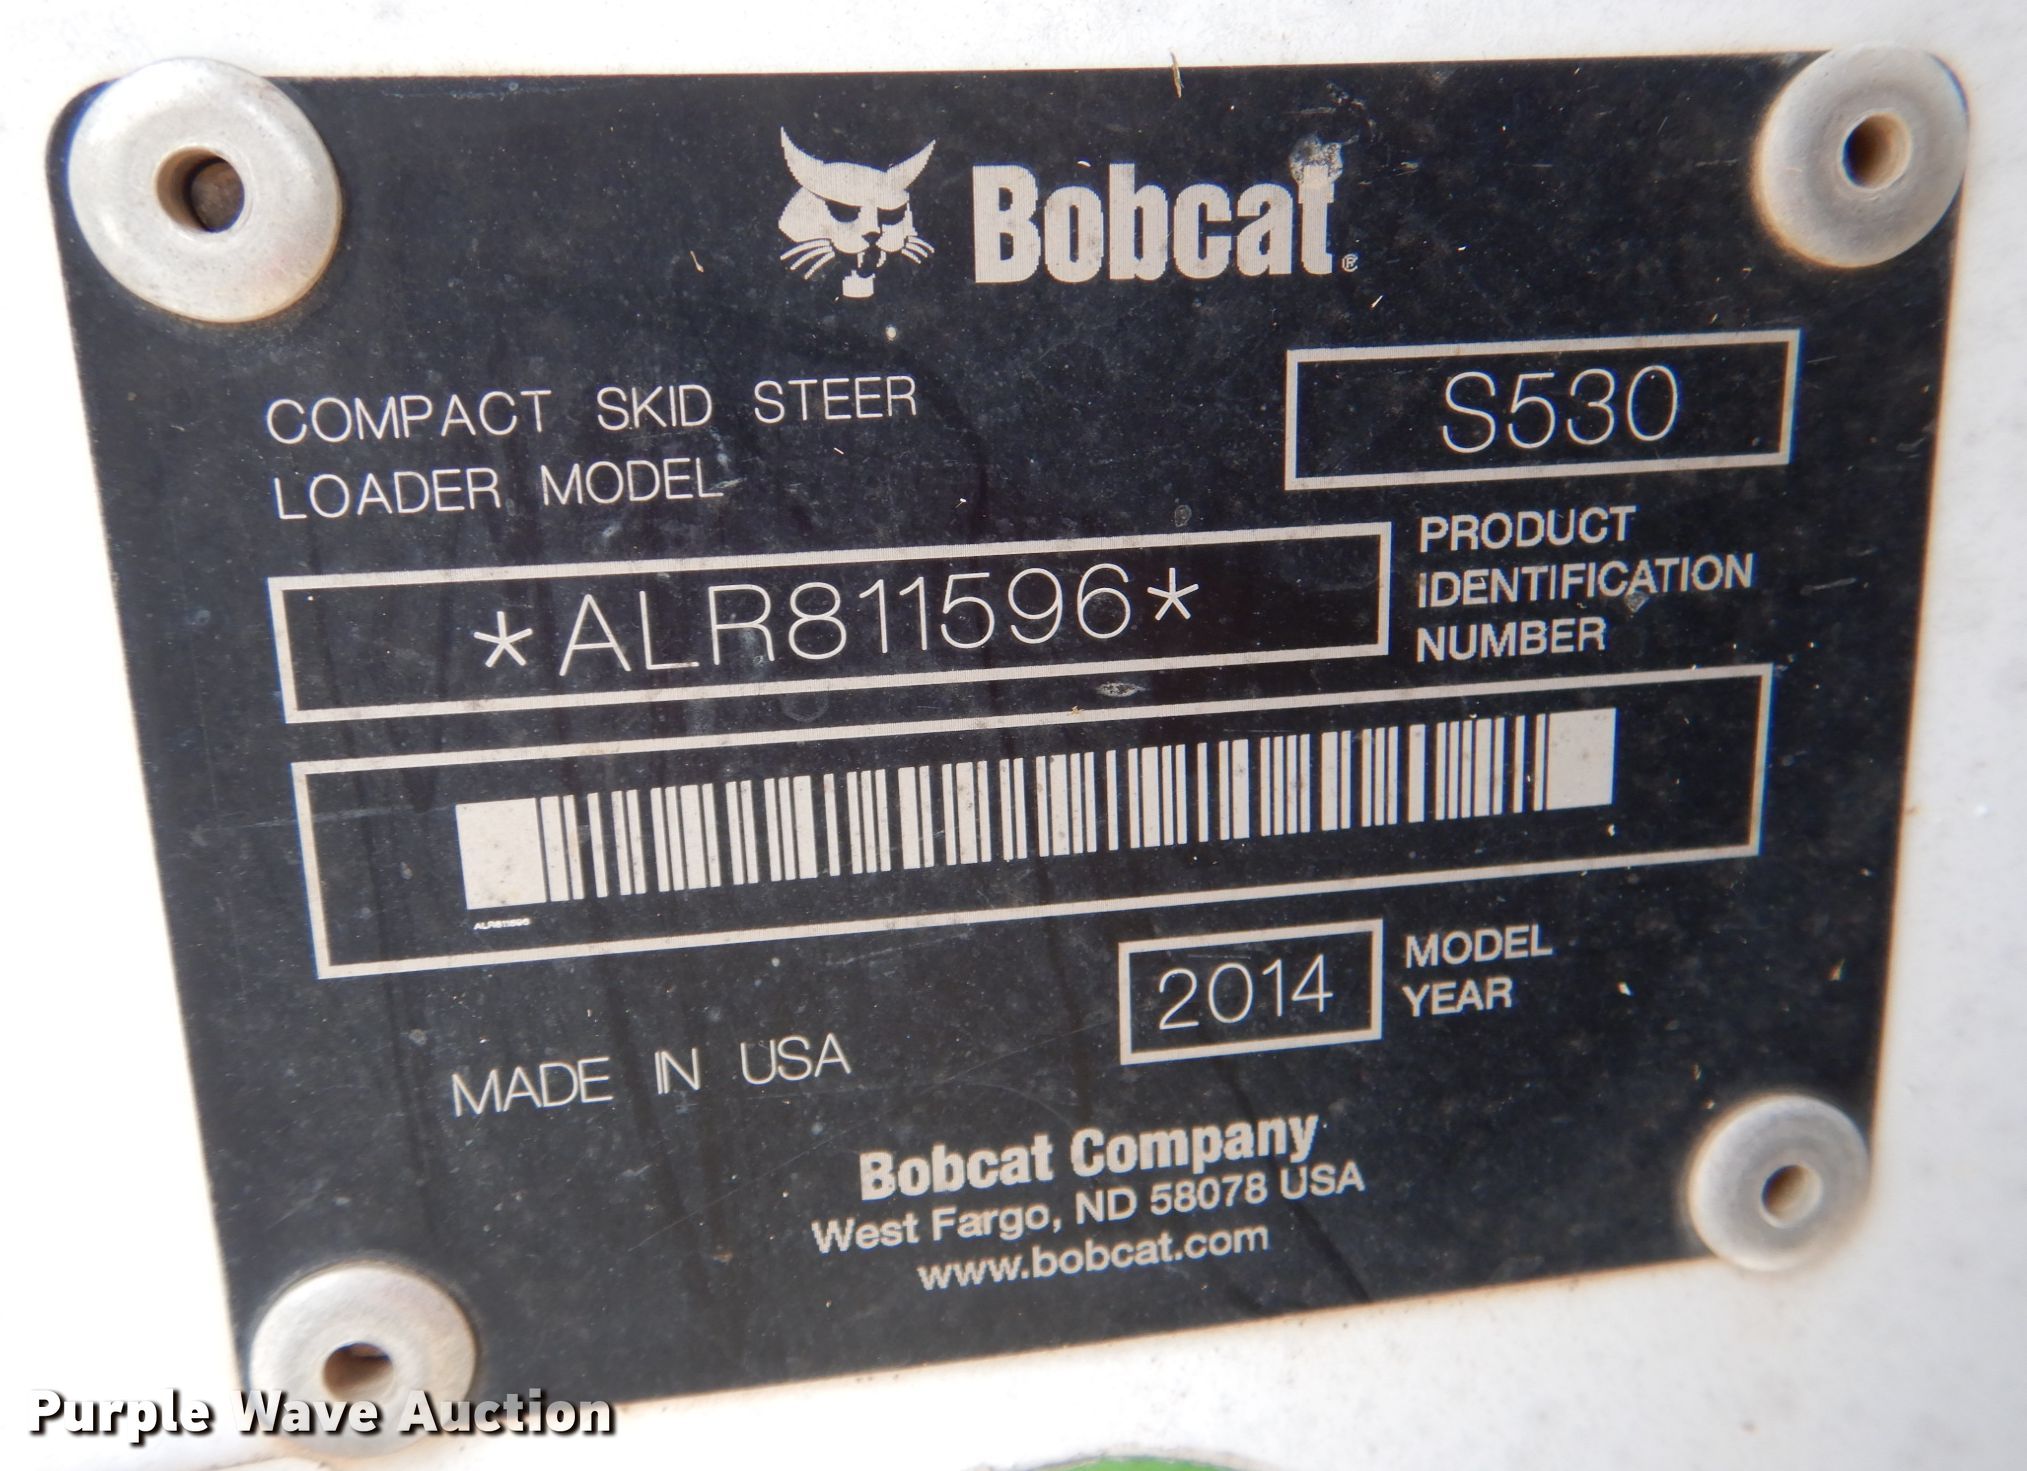 Bobcat®
COMPACT SKID STEER
LOADER MODEL
S530
*ALR811596*
PRODUCT
IDENTIFICATION
NUMBER
ALR811596
2014
MODEL
YEAR
MADE IN USA
Bobcat Company
West Fargo, ND 58078 USA
www.bobcat.com
Purple Wave Auction